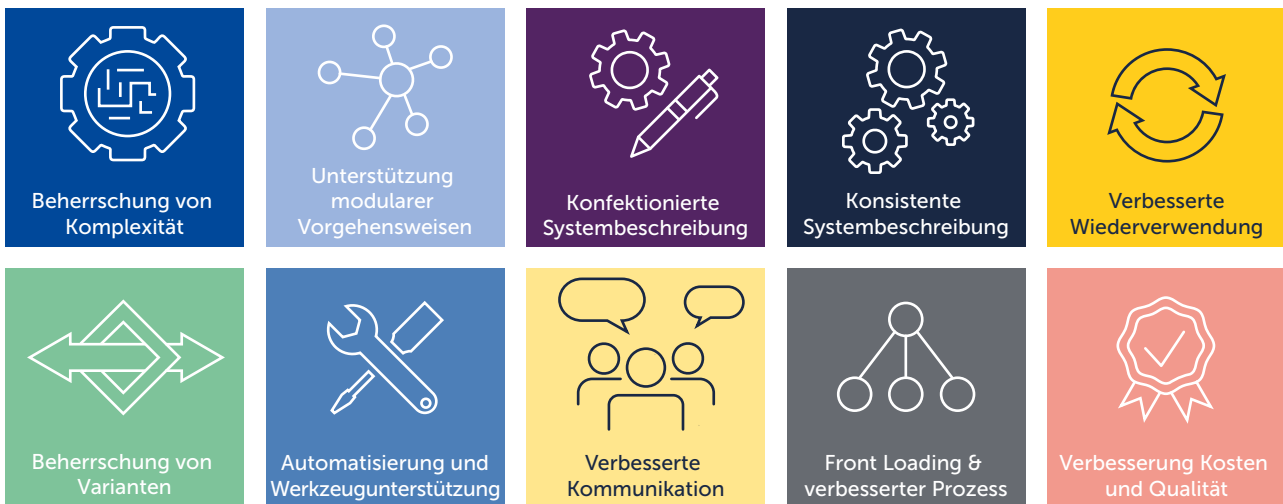 Beherrschung von
Komplexität
Unterstützung
modularer
Vorgehensweisen
Konfektionierte
Systembeschreibung
Konsistente
Systembeschreibung
Verbesserte
Wiederverwendung
Beherrschung von
Varianten
Automatisierung und
Werkzeugunterstützung
Verbesserte
Kommunikation
Front Loading &
verbesserter Prozess
Verbesserung Kosten
und Qualität